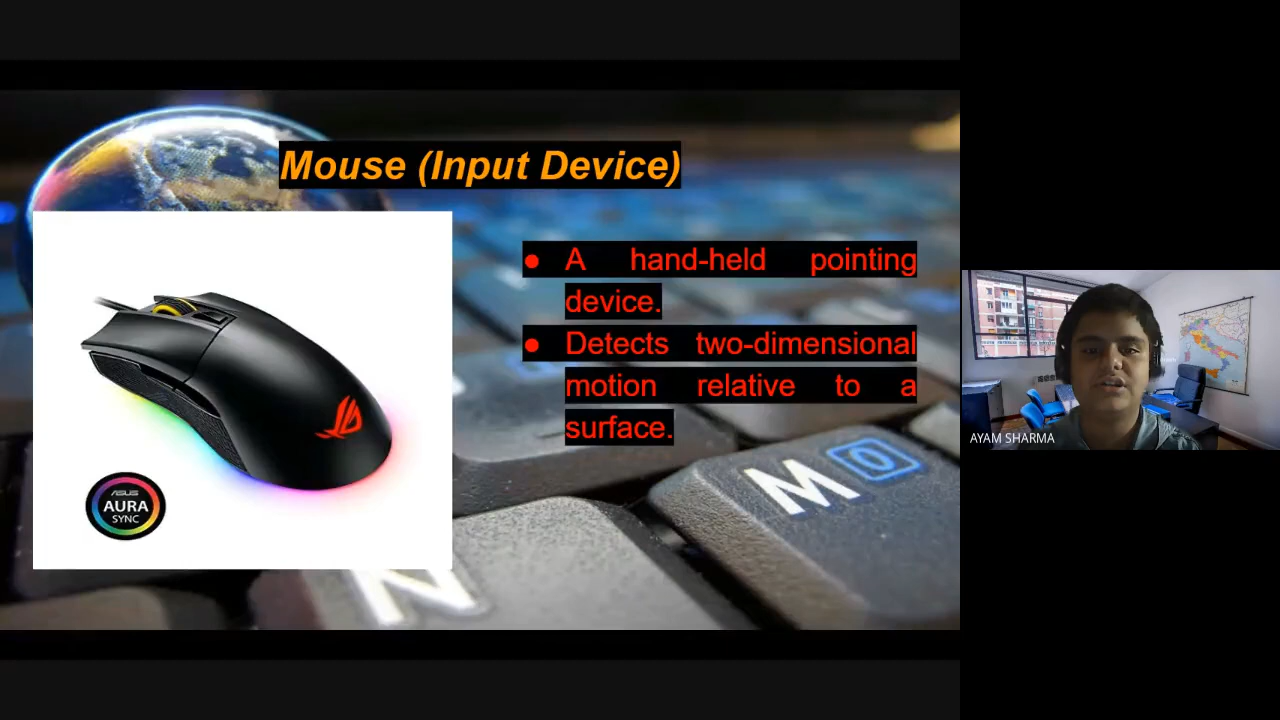 Mouse (Input Device)
● A hand-held pointing
device.
● Detects two-dimensional
motion relative to a
surface.
ASUS
AURA
SYNC
M 0
N
AYAM SHARMA